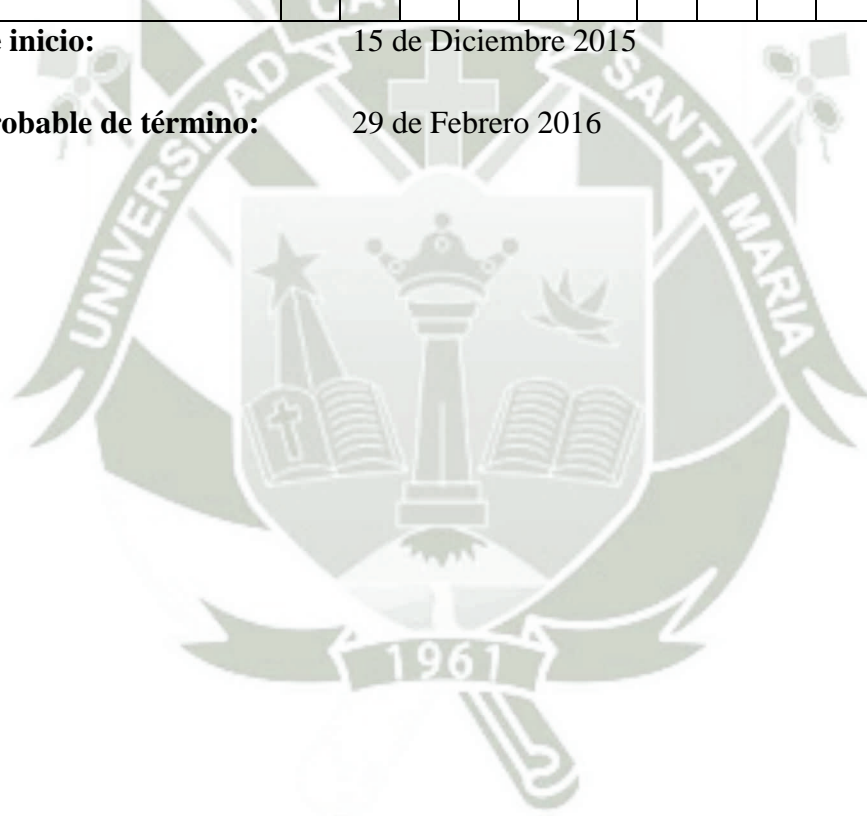 e inicio: 15 de Diciembre 2015
robable de término: 29 de Febrero 2016
UNIVERSIDAD SANTA MARIA
1961